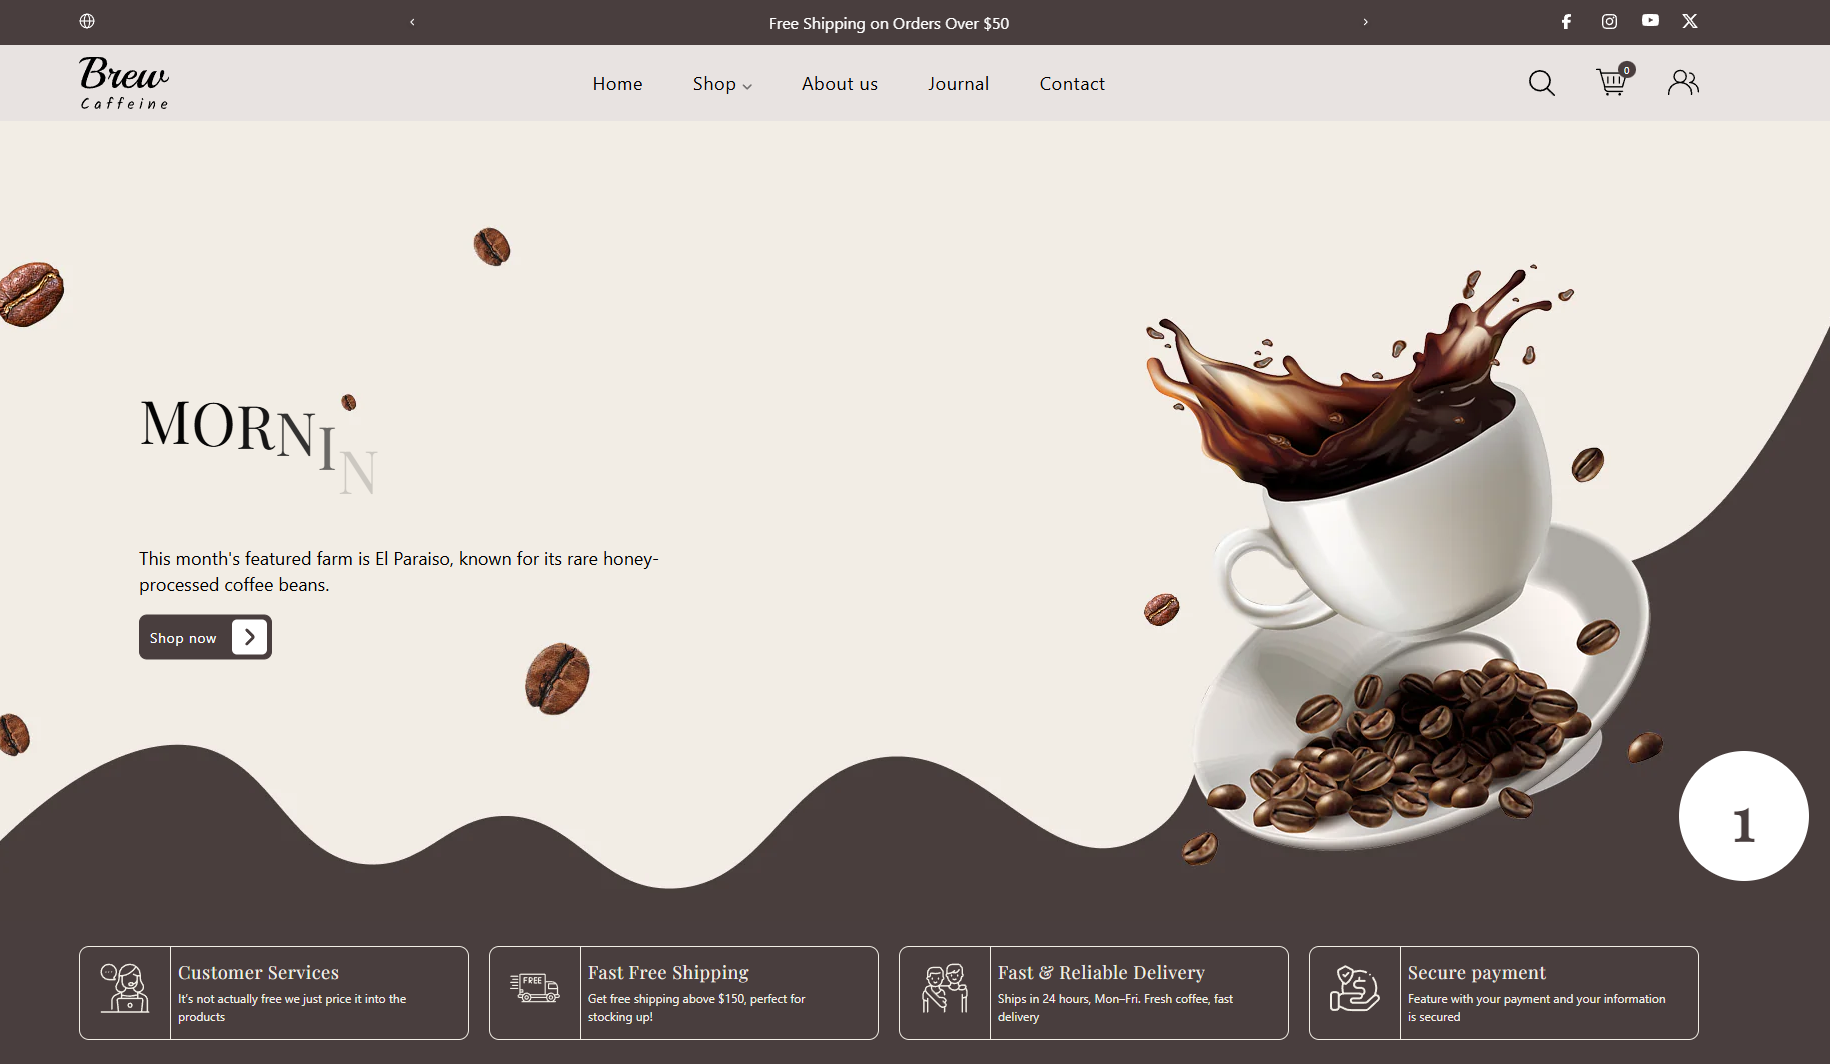 Free Shipping on Orders Over $50
Brew
Caffeine
Home
Shop
About us
Journal
Contact
0
MORNIN
This month's featured farm is El Paraiso, known for its rare honey-
processed coffee beans.
Shop now
1
Customer Services
It's not actually free we just price it into the
products
FREE
Fast Free Shipping
Get free shipping above $150, perfect for
stocking up!
Fast & Reliable Delivery
Ships in 24 hours, Mon–Fri. Fresh coffee, fast
delivery
Secure payment
Feature with your payment and your information
is secured